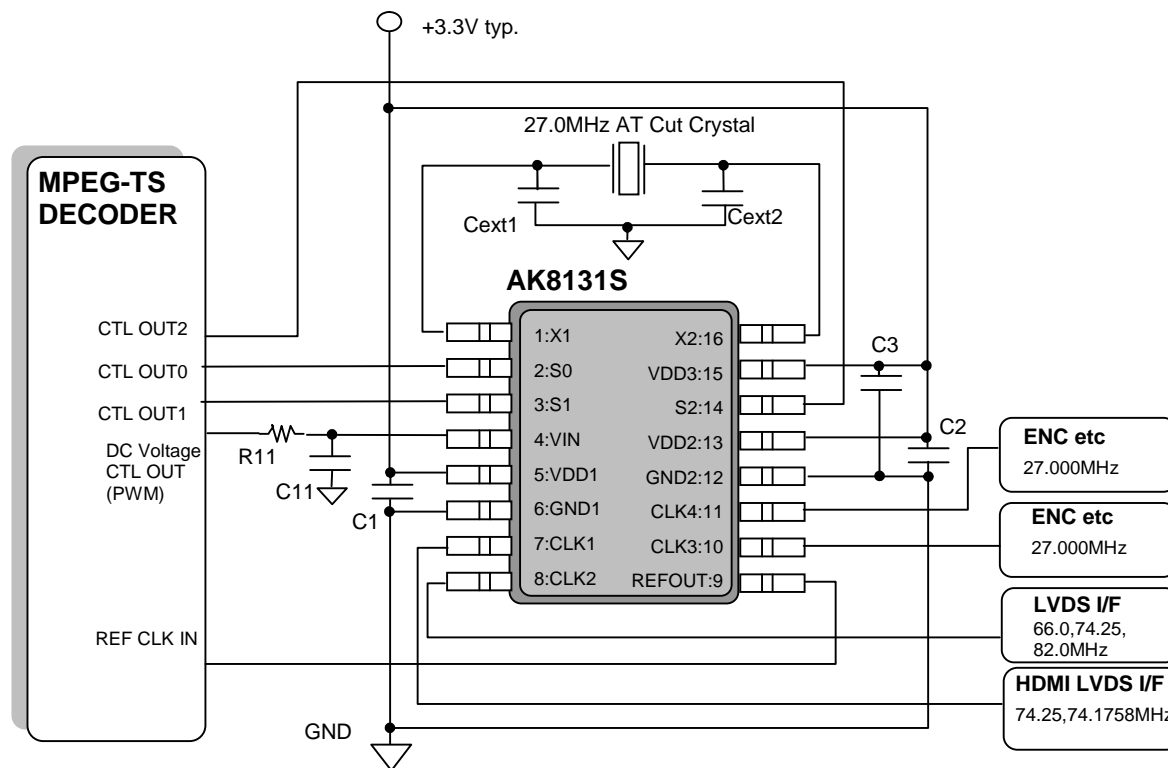 +3.3V typ.
27.0MHz AT Cut Crystal
MPEG-TS
DECODER
Cext1
Cext2
AK8131S
CTL OUT2
CTL OUT0
CTL OUT1
DC Voltage
CTL OUT
(PWM)
REF CLK IN
R11
C11
C1
1:X1
2:S0
3:S1
4:VIN
5:VDD1
6:GND1
7:CLK1
8:CLK2
X2:16
VDD3:15
S2:14
VDD2:13
GND2:12
CLK4:11
CLK3:10
REFOUT:9
C3
C2
ENC etc
27.000MHz
ENC etc
27.000MHz
LVDS I/F
66.0,74.25,
82.0MHz
HDMI LVDS I/F
74.25,74.1758MHz
GND